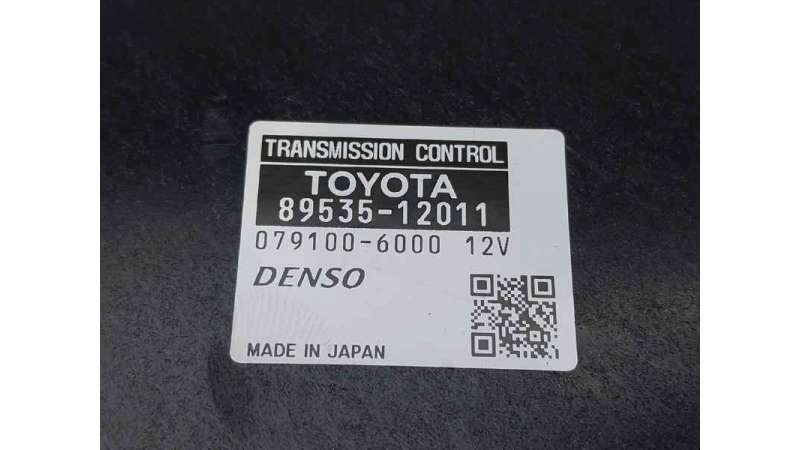 TRANSMISSION CONTROL
TOYOTA
89535-12011
079100-6000 12V
DENSO
MADE IN JAPAN